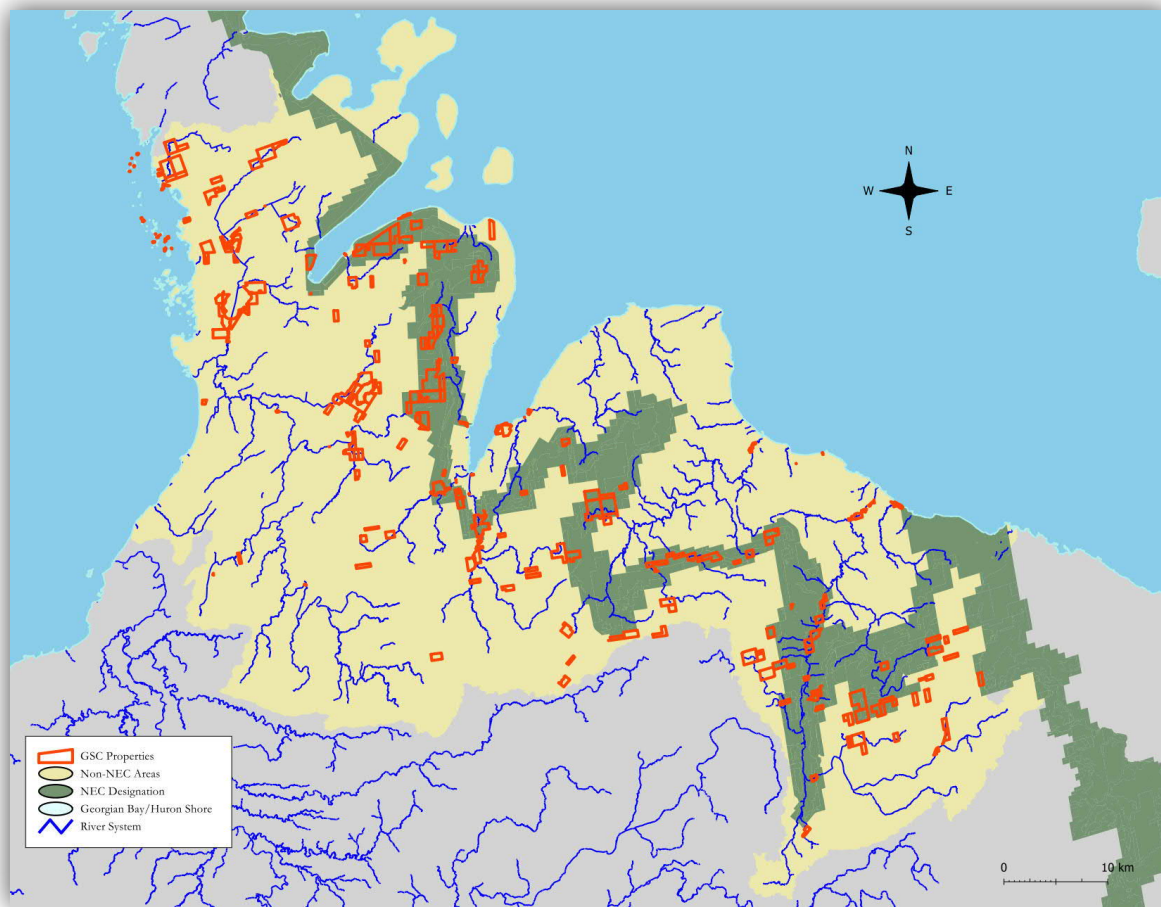 N
W E
S
GSC Properties
Non-NEC Areas
NEC Designation
Georgian Bay/Huron Shore
River System
0 10 km